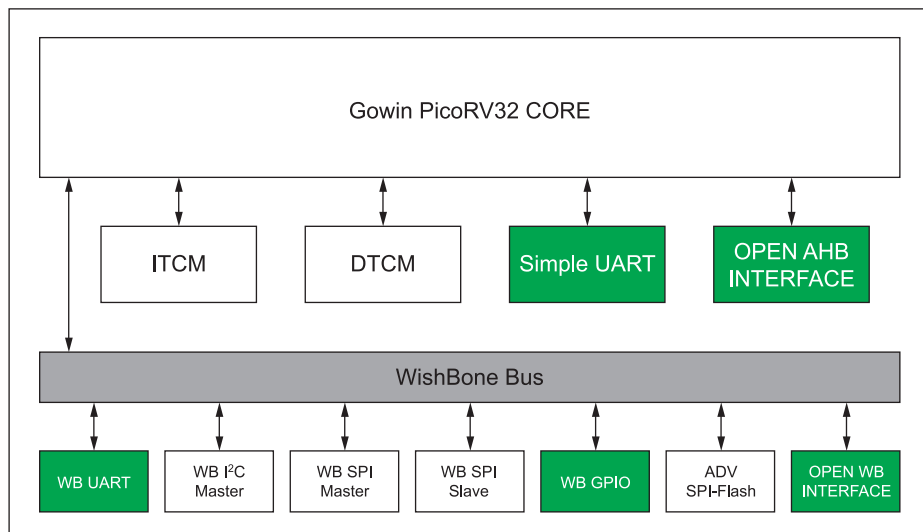 Gowin PicoRV32 CORE
ITCM
DTCM
Simple UART
OPEN AHB
INTERFACE
WishBone Bus
WB UART
WB I²C
Master
WB SPI
Master
WB SPI
Slave
WB GPIO
ADV
SPI-Flash
OPEN WB
INTERFACE